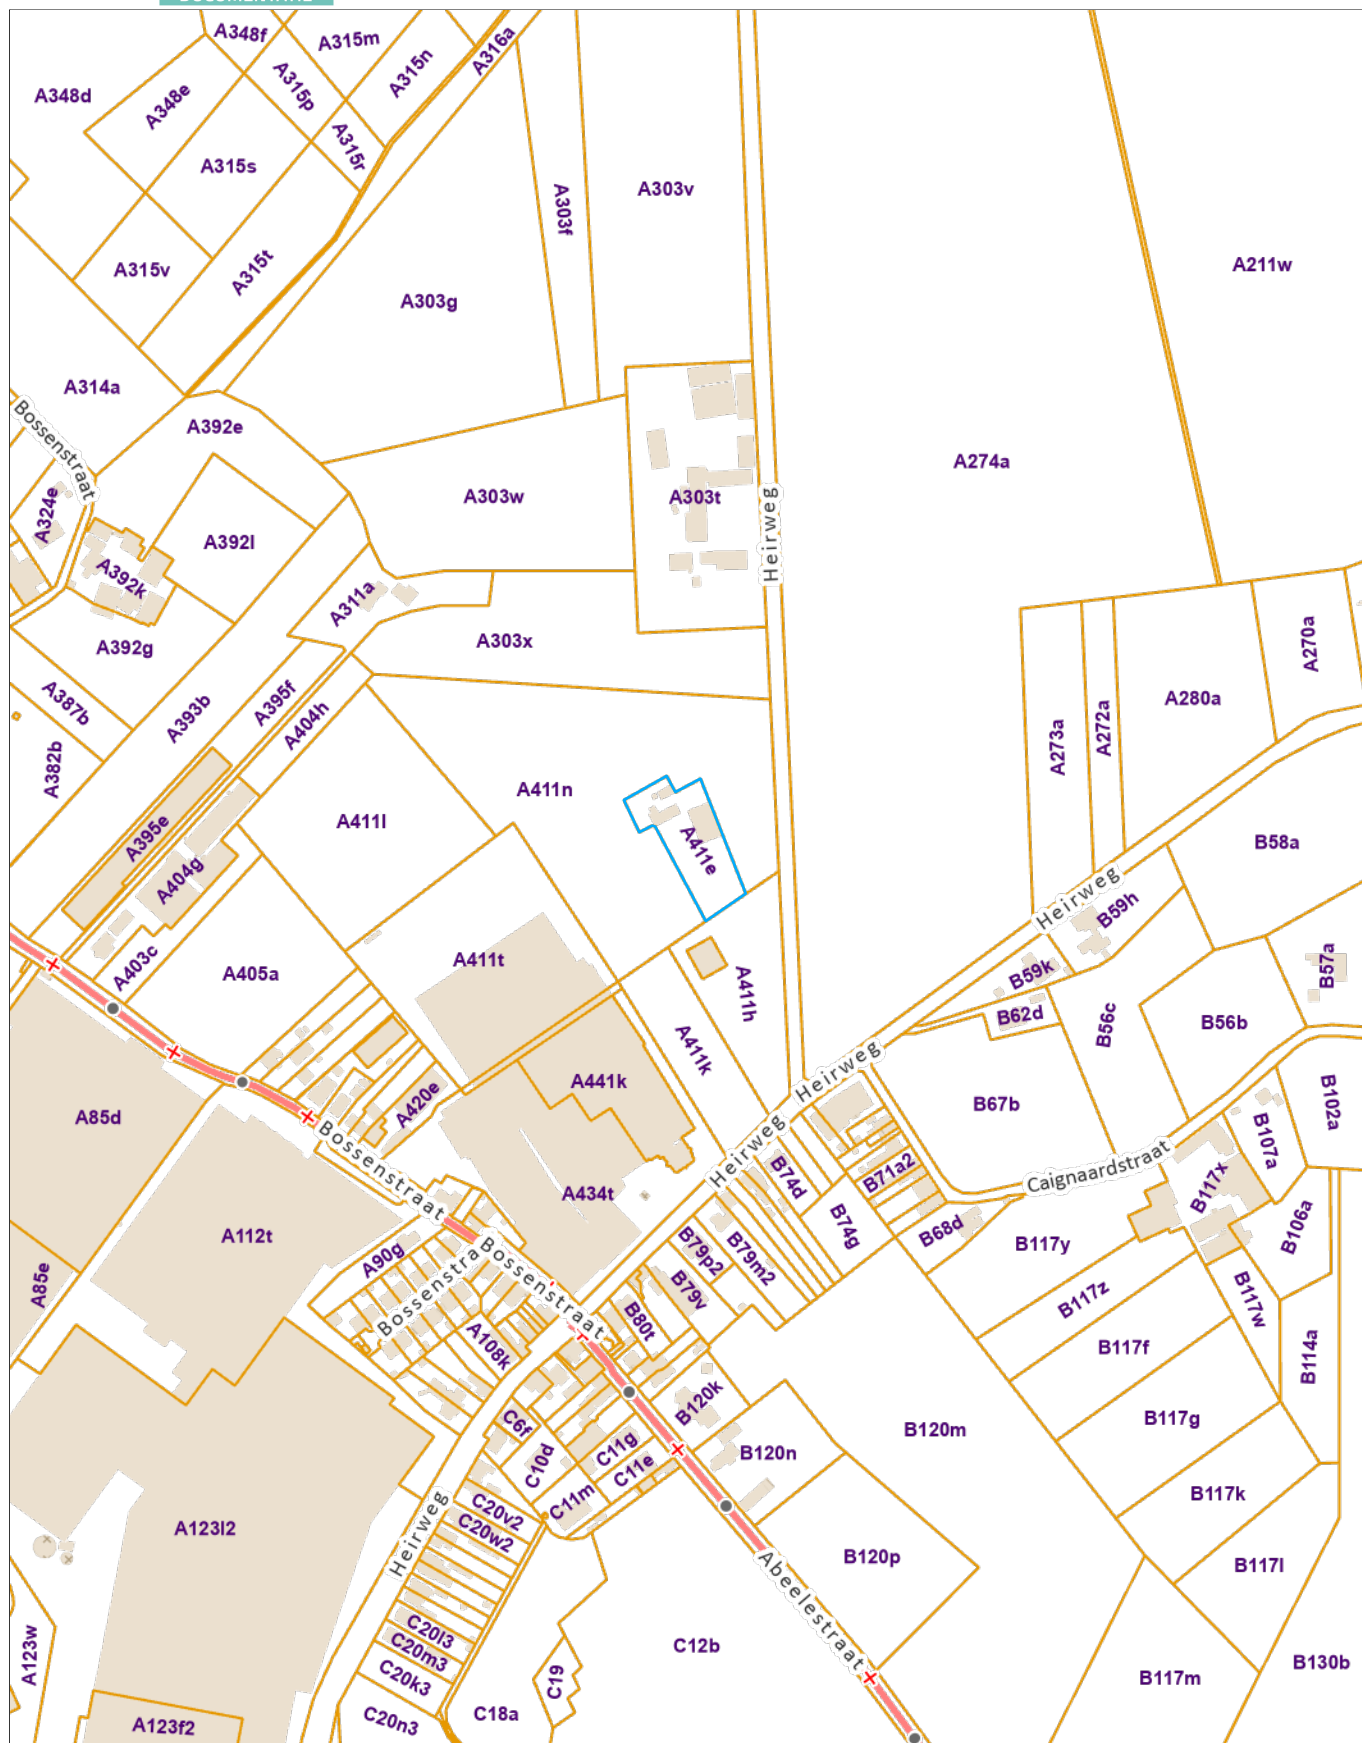 A348f
A315m
A316a
A315n
A348d
A348e
A315p
A315r
A315s
A303f
A303v
A315v
A315t
A211w
A303g
A314a
Bossenstraat
A392e
A274a
A303w
A303t
Heirweg
A324e
A392l
A392k
A311a
A303x
A392g
A270a
A387b
A393b
A395f
A404h
A280a
A273a
A272a
A382b
A411n
A411l
A395e
A411e
B58a
A404g
Heirweg
B59h
A403c
A405a
A411t
A411h
B59k
B57a
B62d
B56c
B56b
A411k
Heirweg
A441k
A420e
B67b
B102a
A85d
Bossenstraat
Heirweg
B107a
Caignaardstraat
B74d
B71a2
B117x
A434t
B74g
B68d
B106a
A112t
A90g
B79p2
B79m2
B117y
A85e
Bossenstra
Bossenstraat
B79v
B117z
B117w
B80t
A108k
B117f
B114a
B120k
C6f
B117g
C10d
C11g
C11e
B120n
B120m
C11m
B117k
C20v2
C20w2
A123l2
Heirweg
B120p
B117l
Abeelestraat
C20l3
C20m3
C20k3
C12b
A123w
C19
B130b
B117m
C20n3
C18a
A123f2